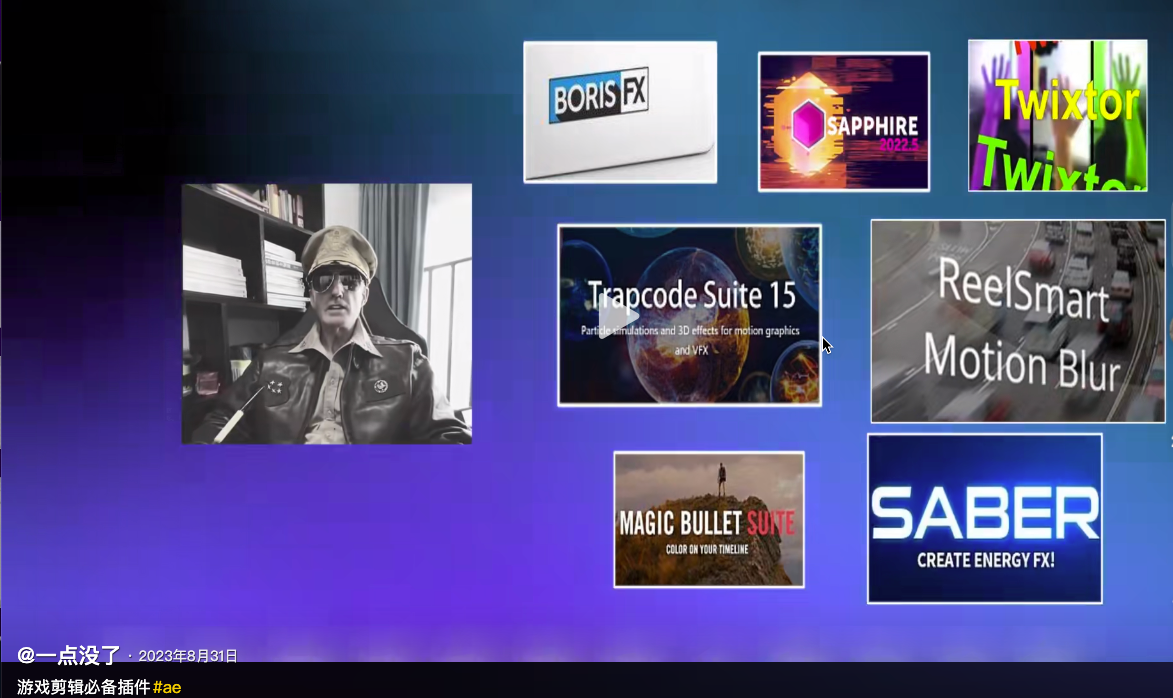 BORIS FX
SAPPHIRE
2022.5
Twixtor
Twixtor
Trapcode Suite 15
Particle simulations and 3D effects for motion graphics
and VFX
ReelSmart
Motion Blur
MAGIC BULLET SUITE
COLOR ON YOUR TIMELINE
SABER
CREATE ENERGY FX!
@一点没了 · 2023年8月31日
游戏剪辑必备插件 #ae